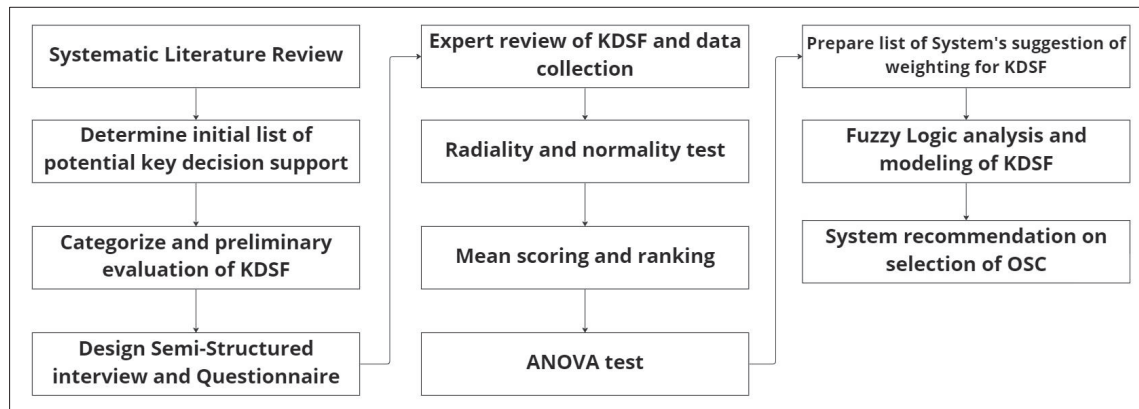 Systematic Literature Review
Determine initial list of
potential key decision support
Categorize and preliminary
evaluation of KDSF
Design Semi-Structured
interview and Questionnaire
Expert review of KDSF and data
collection
Radiality and normality test
Mean scoring and ranking
ANOVA test
Prepare list of System's suggestion of
weighting for KDSF
Fuzzy Logic analysis and
modeling of KDSF
System recommendation on
selection of OSC